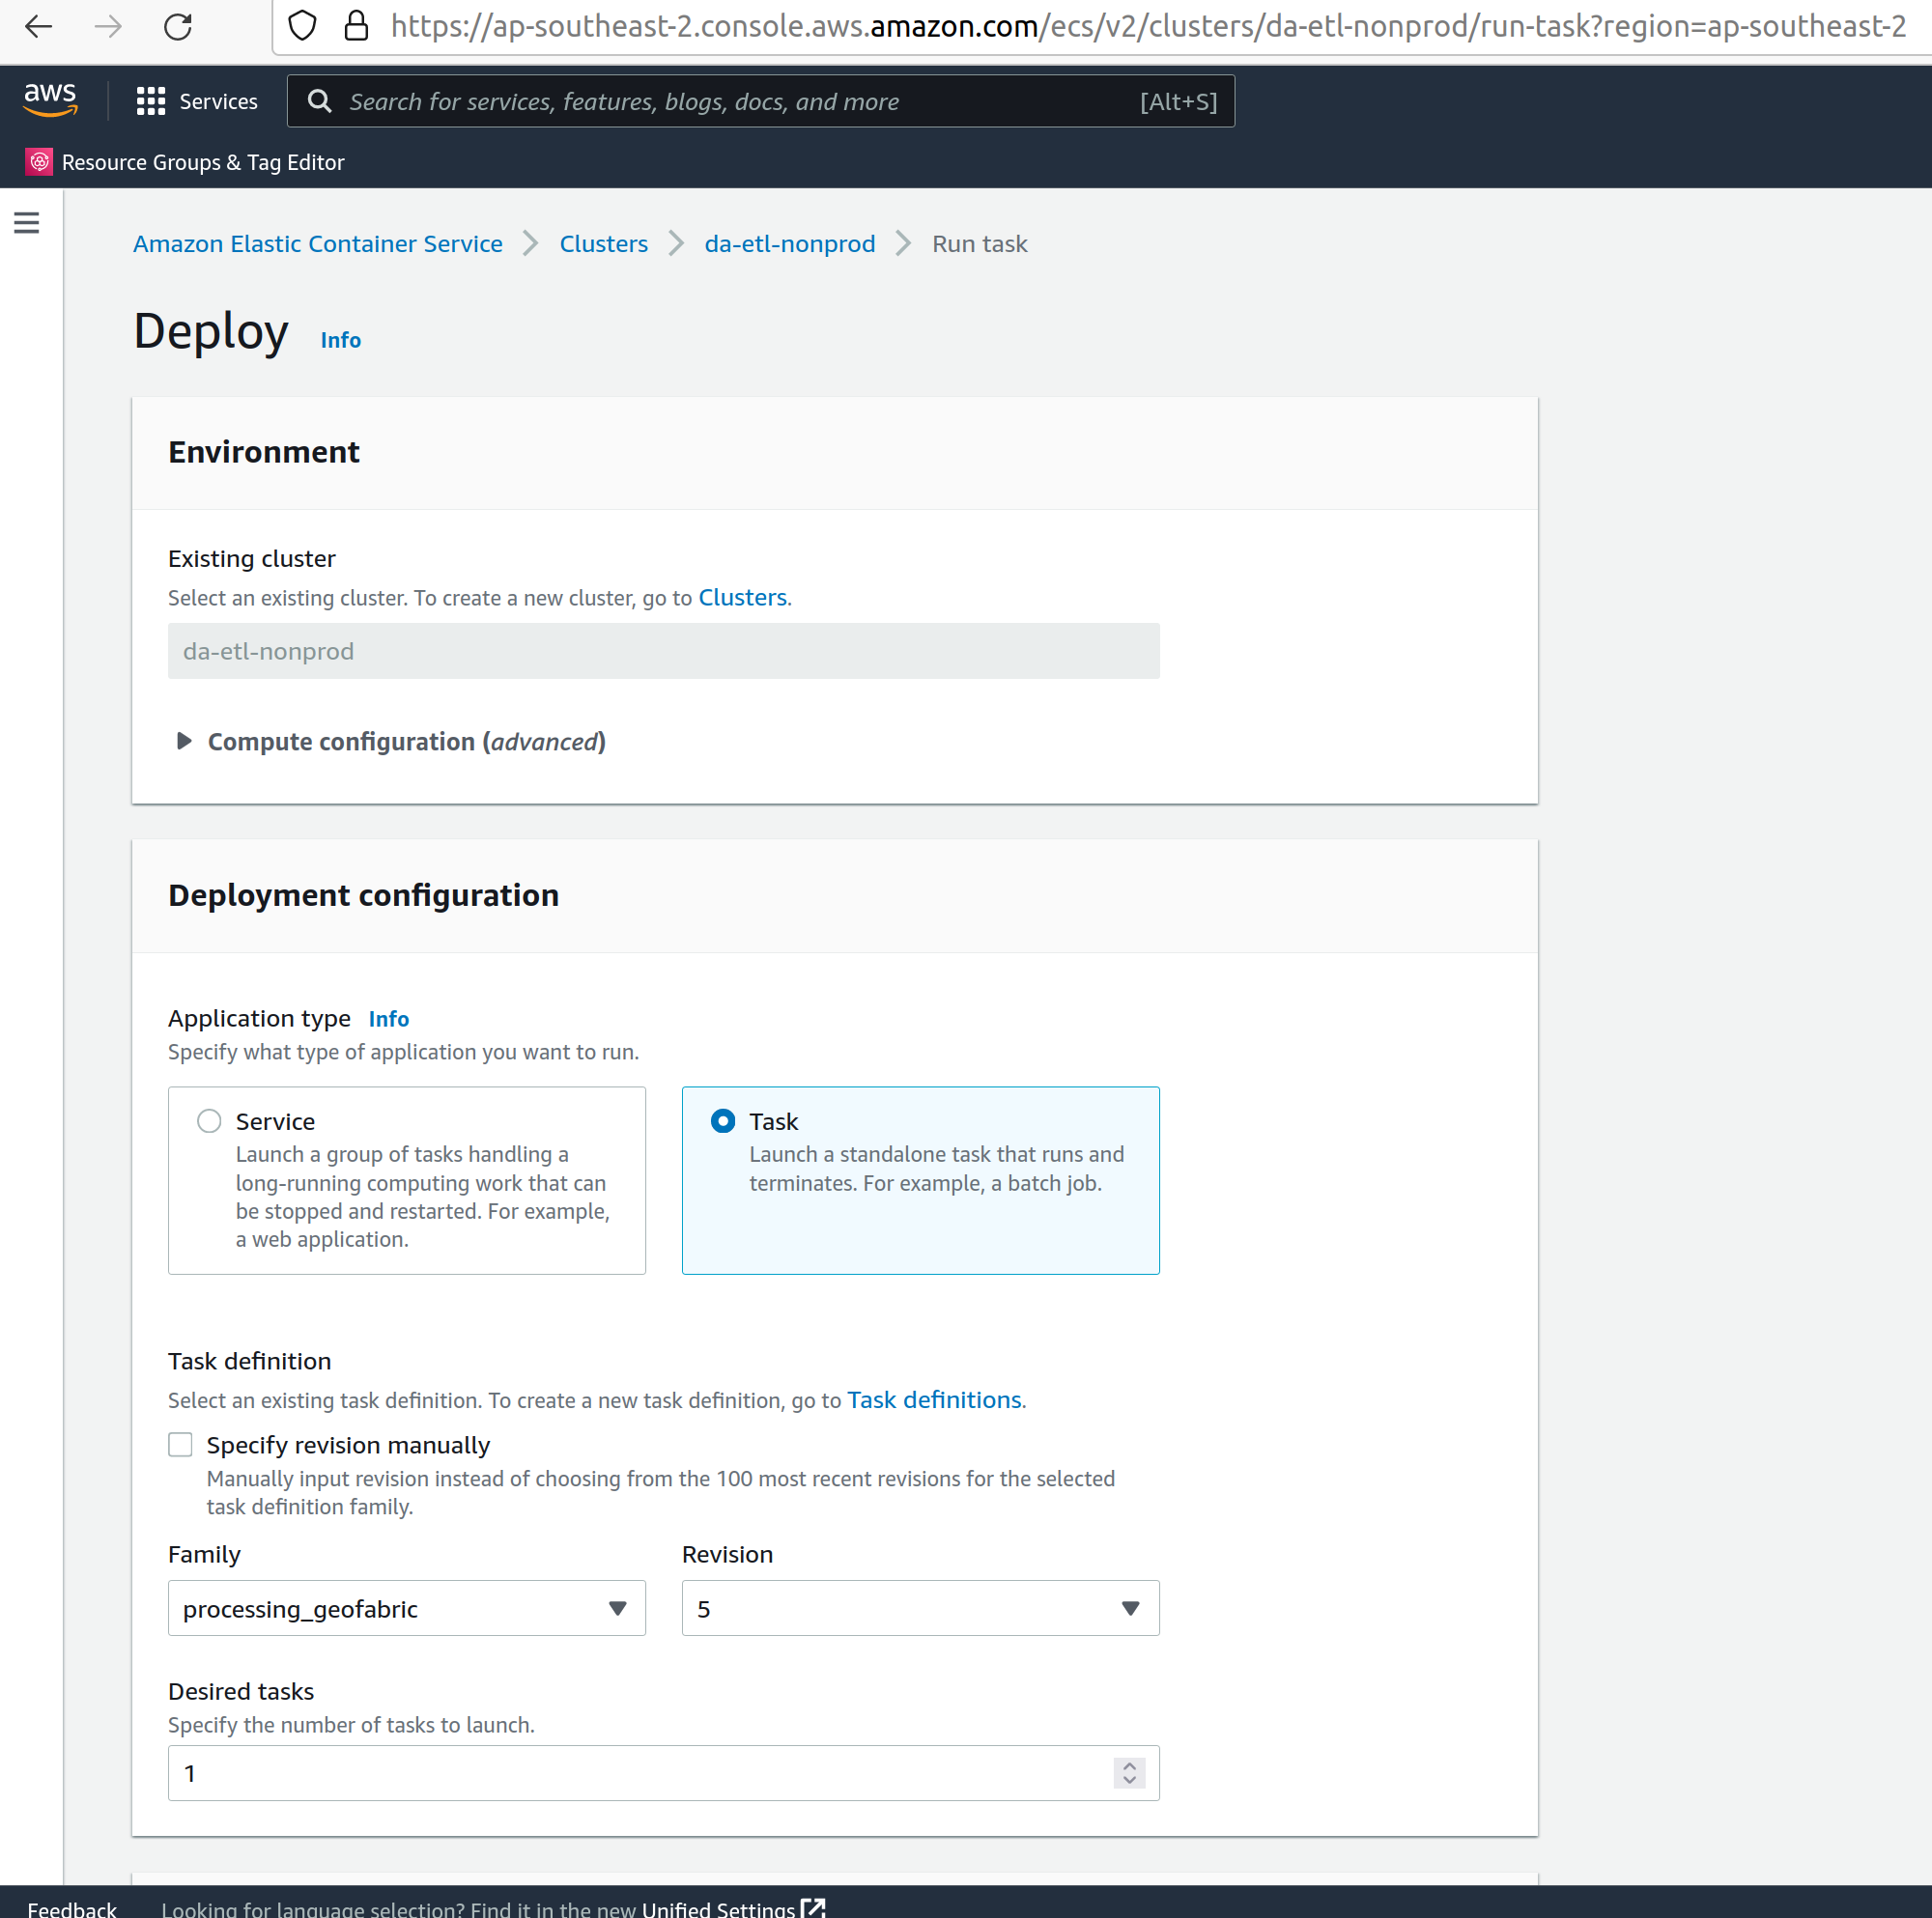 https://ap-southeast-2.console.aws.amazon.com/ecs/v2/clusters/da-etl-nonprod/run-task?region=ap-southeast-2
aws Services Search for services, features, blogs, docs, and more [Alt+S]
Resource Groups & Tag Editor
Amazon Elastic Container Service Clusters da-etl-nonprod Run task
Deploy Info
Environment
Existing cluster
Select an existing cluster. To create a new cluster, go to Clusters.
da-etl-nonprod
Compute configuration (advanced)
Deployment configuration
Application type Info
Specify what type of application you want to run.
Service
Launch a group of tasks handling a
long-running computing work that can
be stopped and restarted. For example,
a web application.
Task
Launch a standalone task that runs and
terminates. For example, a batch job.
Task definition
Select an existing task definition. To create a new task definition, go to Task definitions.
Specify revision manually
Manually input revision instead of choosing from the 100 most recent revisions for the selected
task definition family.
Family Revision
processing_geofabric 5
Desired tasks
Specify the number of tasks to launch.
1
Feedback Looking for language selection? Find it in the new Unified Settings